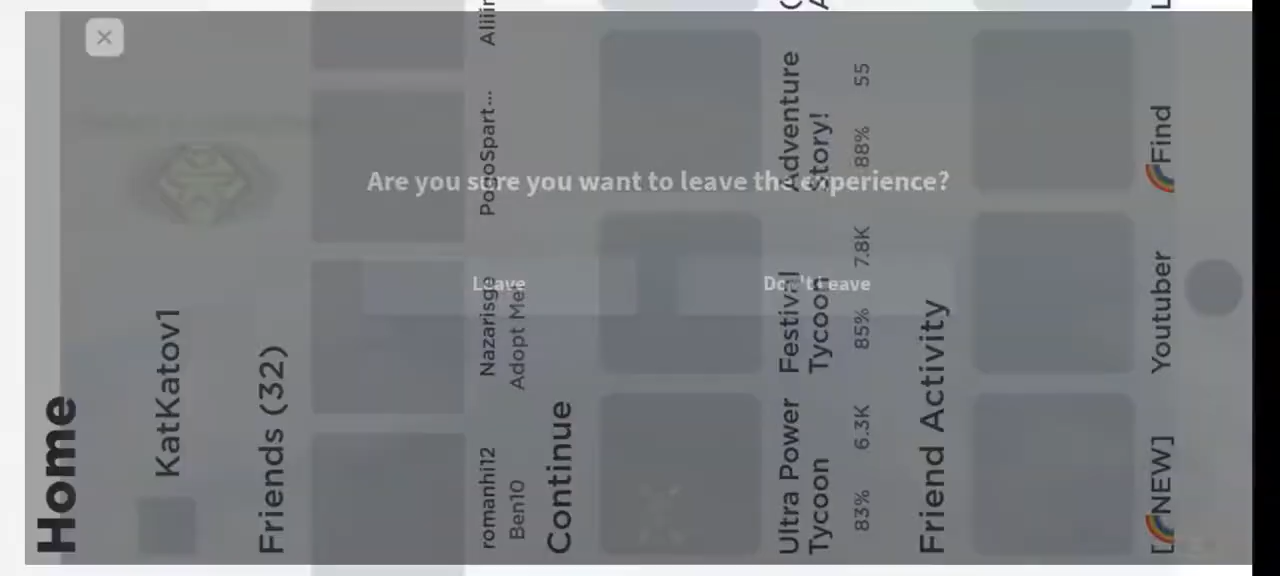 Are you sure you want to leave the experience?
Leave
Don't Leave
Home
KatKatov1
Friends (32)
romanhi12
Ben10
Nazarisge
Adopt Me!
PogoSpart...
Continue
Ultra Power
Tycoon
83% 6.3K
Festival
Tycoon
85% 7.8K
Adventure
Story!
88% 55
Friend Activity
[🌈NEW]
Youtuber
🌈Find